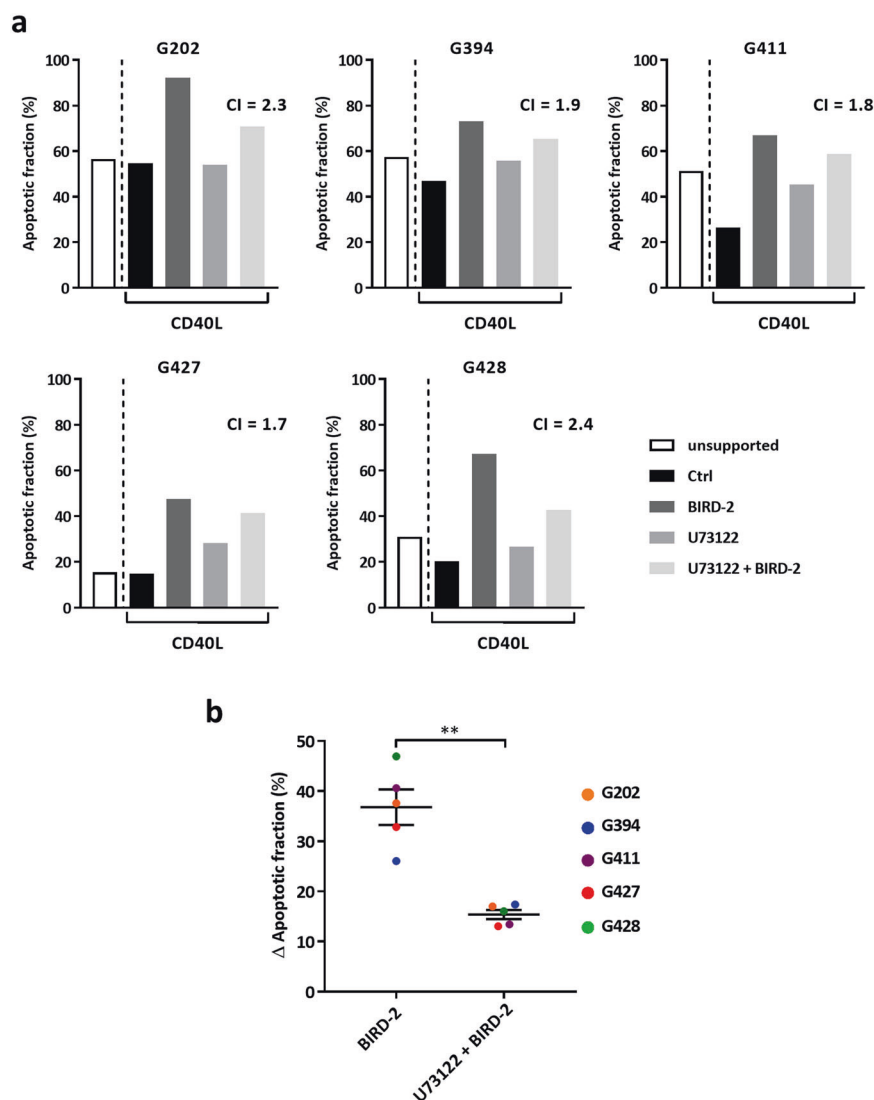 a
G202
Apoptotic fraction (%)
100
80
60
40
20
0
CI = 2.3
CD40L
G394
Apoptotic fraction (%)
100
80
60
40
20
0
CI = 1.9
CD40L
G411
Apoptotic fraction (%)
100
80
60
40
20
0
CI = 1.8
CD40L
G427
Apoptotic fraction (%)
100
80
60
40
20
0
CI = 1.7
CD40L
G428
Apoptotic fraction (%)
100
80
60
40
20
0
CI = 2.4
CD40L
unsupported
Ctrl
BIRD-2
U73122
U73122 + BIRD-2
b
Δ Apoptotic fraction (%)
50
40
30
20
10
0
**
BIRD-2
U73122 + BIRD-2
G202
G394
G411
G427
G428